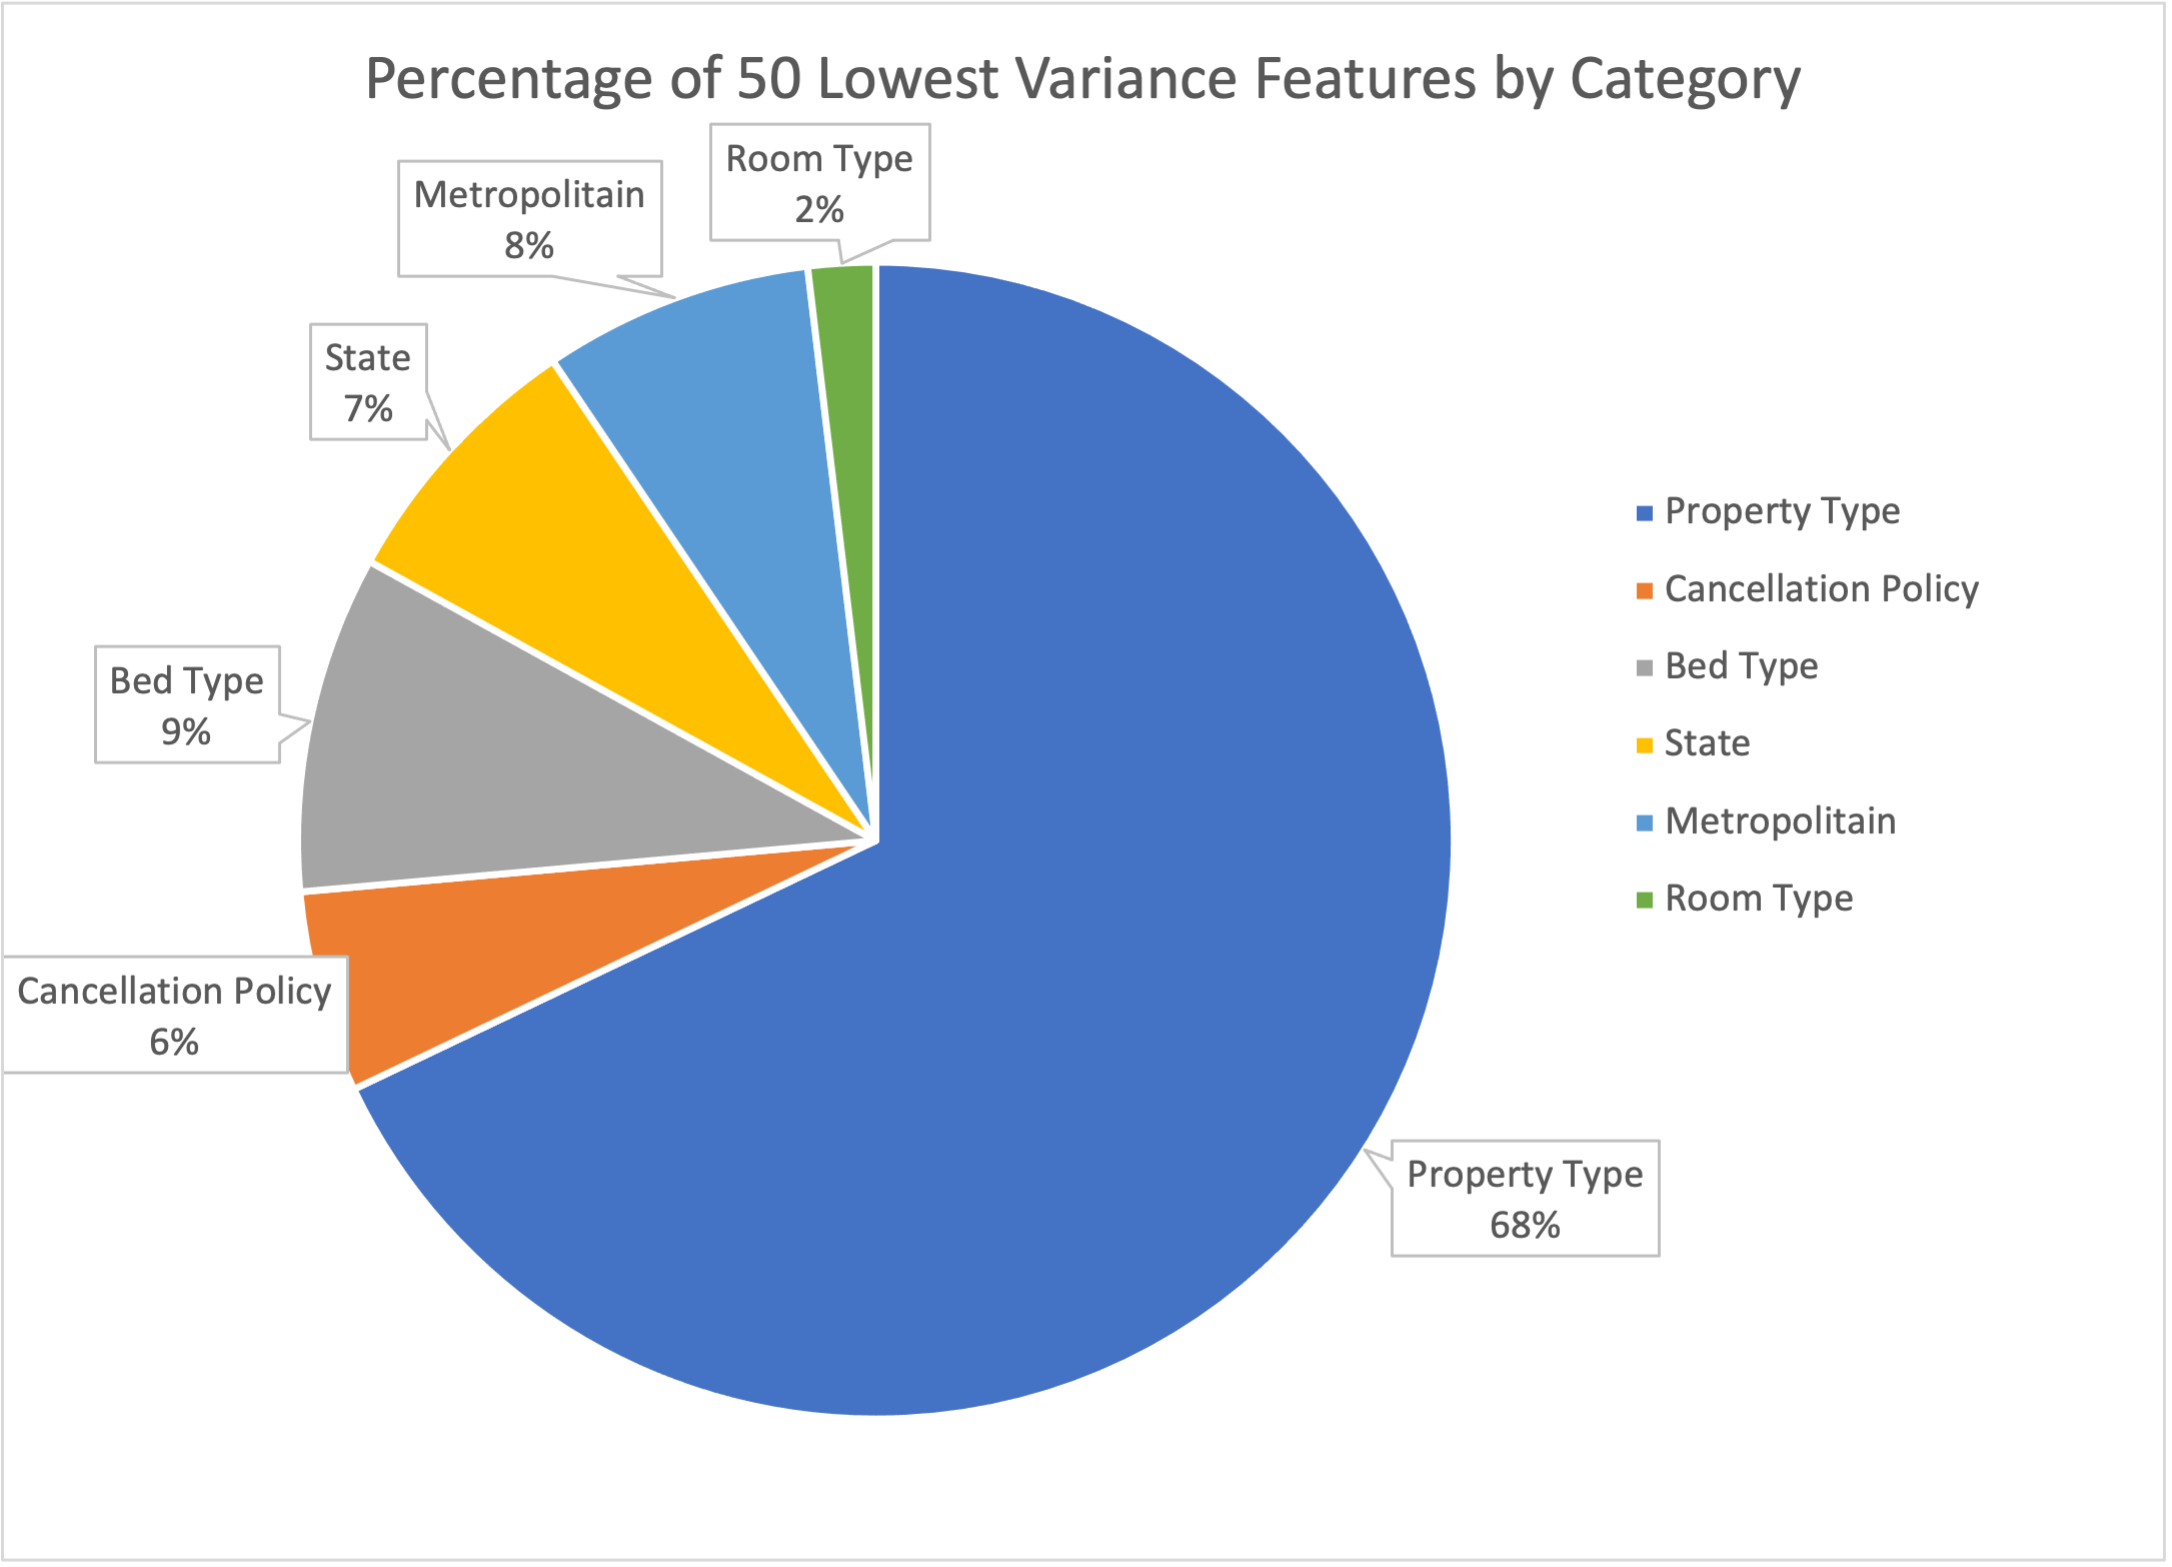 Percentage of 50 Lowest Variance Features by Category
Room Type
2%
Metropolitain
8%
State
7%
Bed Type
9%
Cancellation Policy
6%
Property Type
68%
Property Type
Cancellation Policy
Bed Type
State
Metropolitain
Room Type